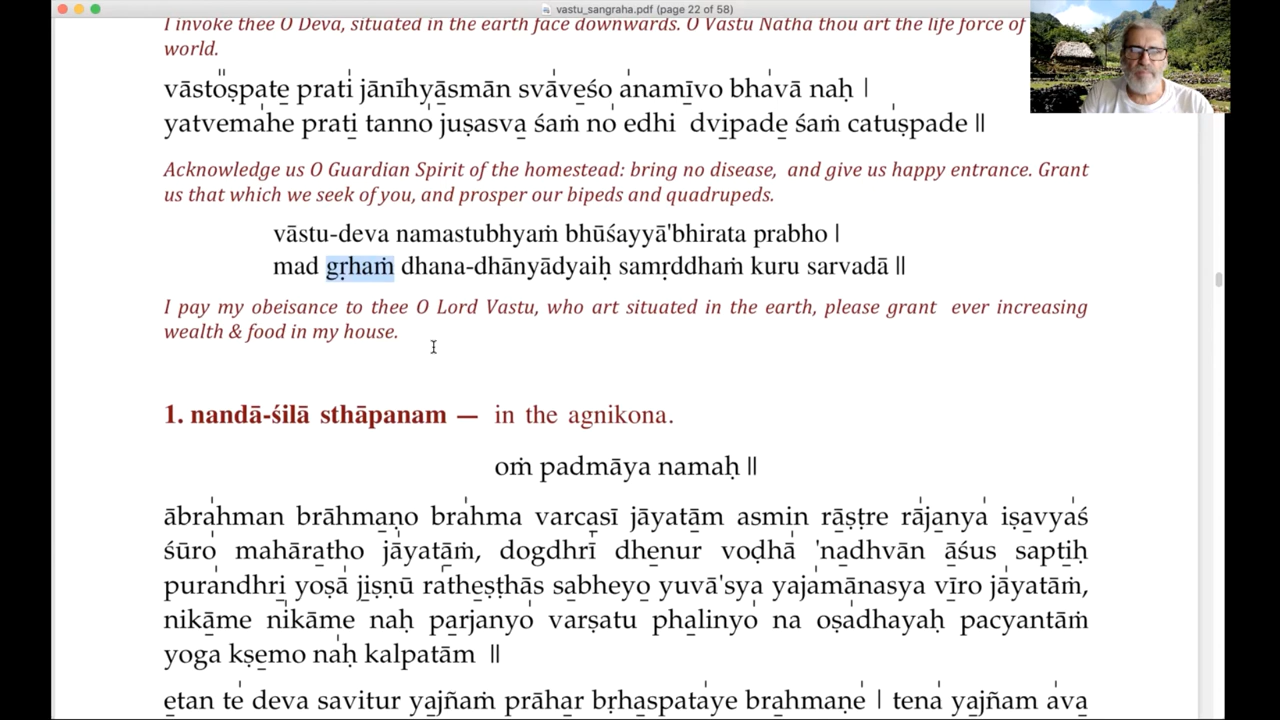 vastu_sangraha.pdf (page 22 of 58)
I invoke thee O Deva, situated in the earth face downwards. O Vastu Natha thou art the life force of
world.
vāstoṣpate prati jānīhyāsmān svāveśo anamīvo bhavā naḥ |
yatvemahe prati tanno juṣasva śaṁ no edhi dvipade śaṁ catuṣpade ||
Acknowledge us O Guardian Spirit of the homestead: bring no disease, and give us happy entrance. Grant
us that which we seek of you, and prosper our bipeds and quadrupeds.
vāstu-deva namastubhyaṁ bhūśayyā'bhirata prabho |
mad gṛhaṁ dhana-dhānyādyaiḥ samṛddhaṁ kuru sarvadā ||
I pay my obeisance to thee O Lord Vastu, who art situated in the earth, please grant ever increasing
wealth & food in my house.
1. nandā-śilā sthāpanam — in the agnikona.
oṁ padmāya namaḥ ||
ābrahman brāhmaṇo brahma varcasī jāyatām asmin rāṣṭre rājanya iṣavyaś
śūro mahāratho jāyatāṁ, dogdhrī dhenur voḍhā 'naḍhvān āśus saptiḥ
purandhri yoṣā jiṣṇū ratheṣṭhās sabheyo yuvā'sya yajamānasya vīro jāyatāṁ,
nikāme nikāme naḥ parjanyo varṣatu phalinyo na oṣadhayaḥ pacyantāṁ
yoga kṣemo naḥ kalpatām ||
etan te deva savitur yajñaṁ prāhar bṛhaspataye brahmaṇe | tena yajñam ava